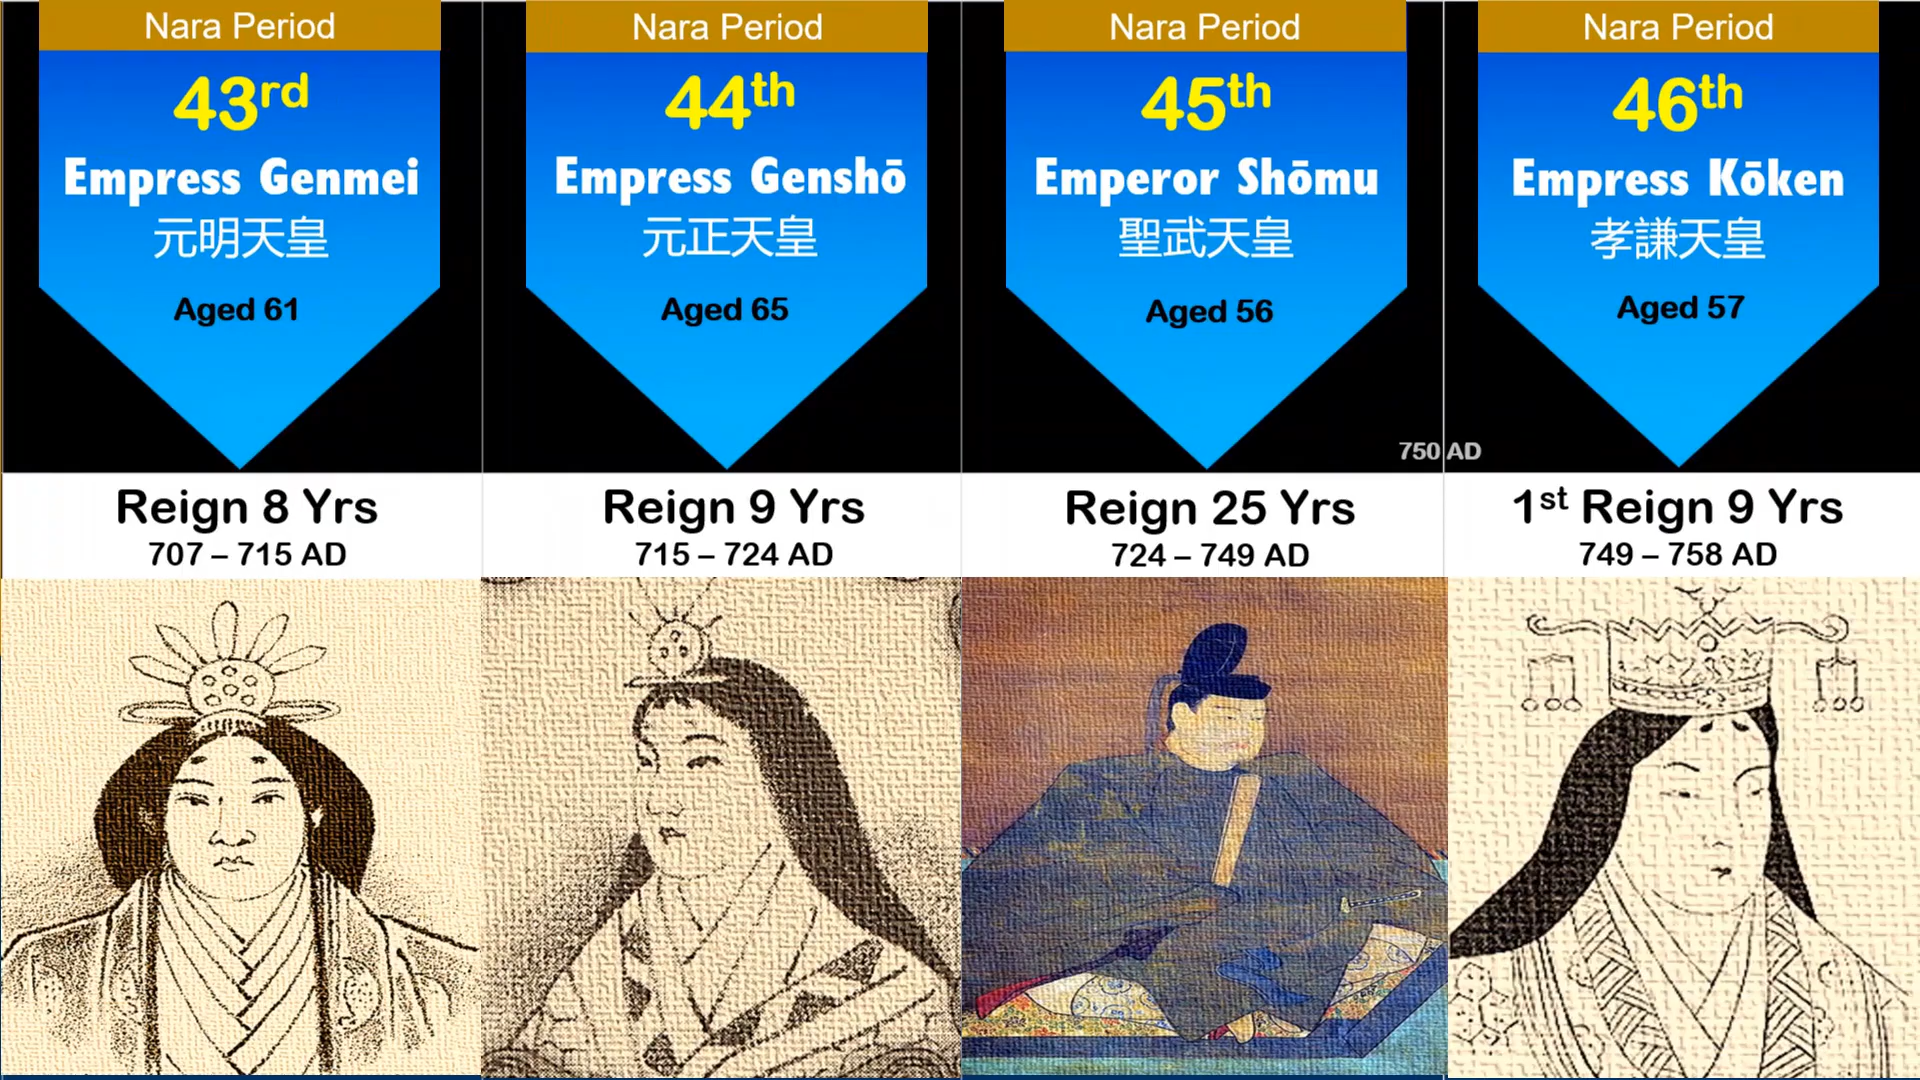 Nara Period
43rd
Empress Genmei
元明天皇
Aged 61
Reign 8 Yrs
707 – 715 AD
Nara Period
44th
Empress Genshō
元正天皇
Aged 65
Reign 9 Yrs
715 – 724 AD
Nara Period
45th
Emperor Shōmu
聖武天皇
Aged 56
Reign 25 Yrs
724 – 749 AD
750 AD
Nara Period
46th
Empress Kōken
孝謙天皇
Aged 57
1st Reign 9 Yrs
749 – 758 AD